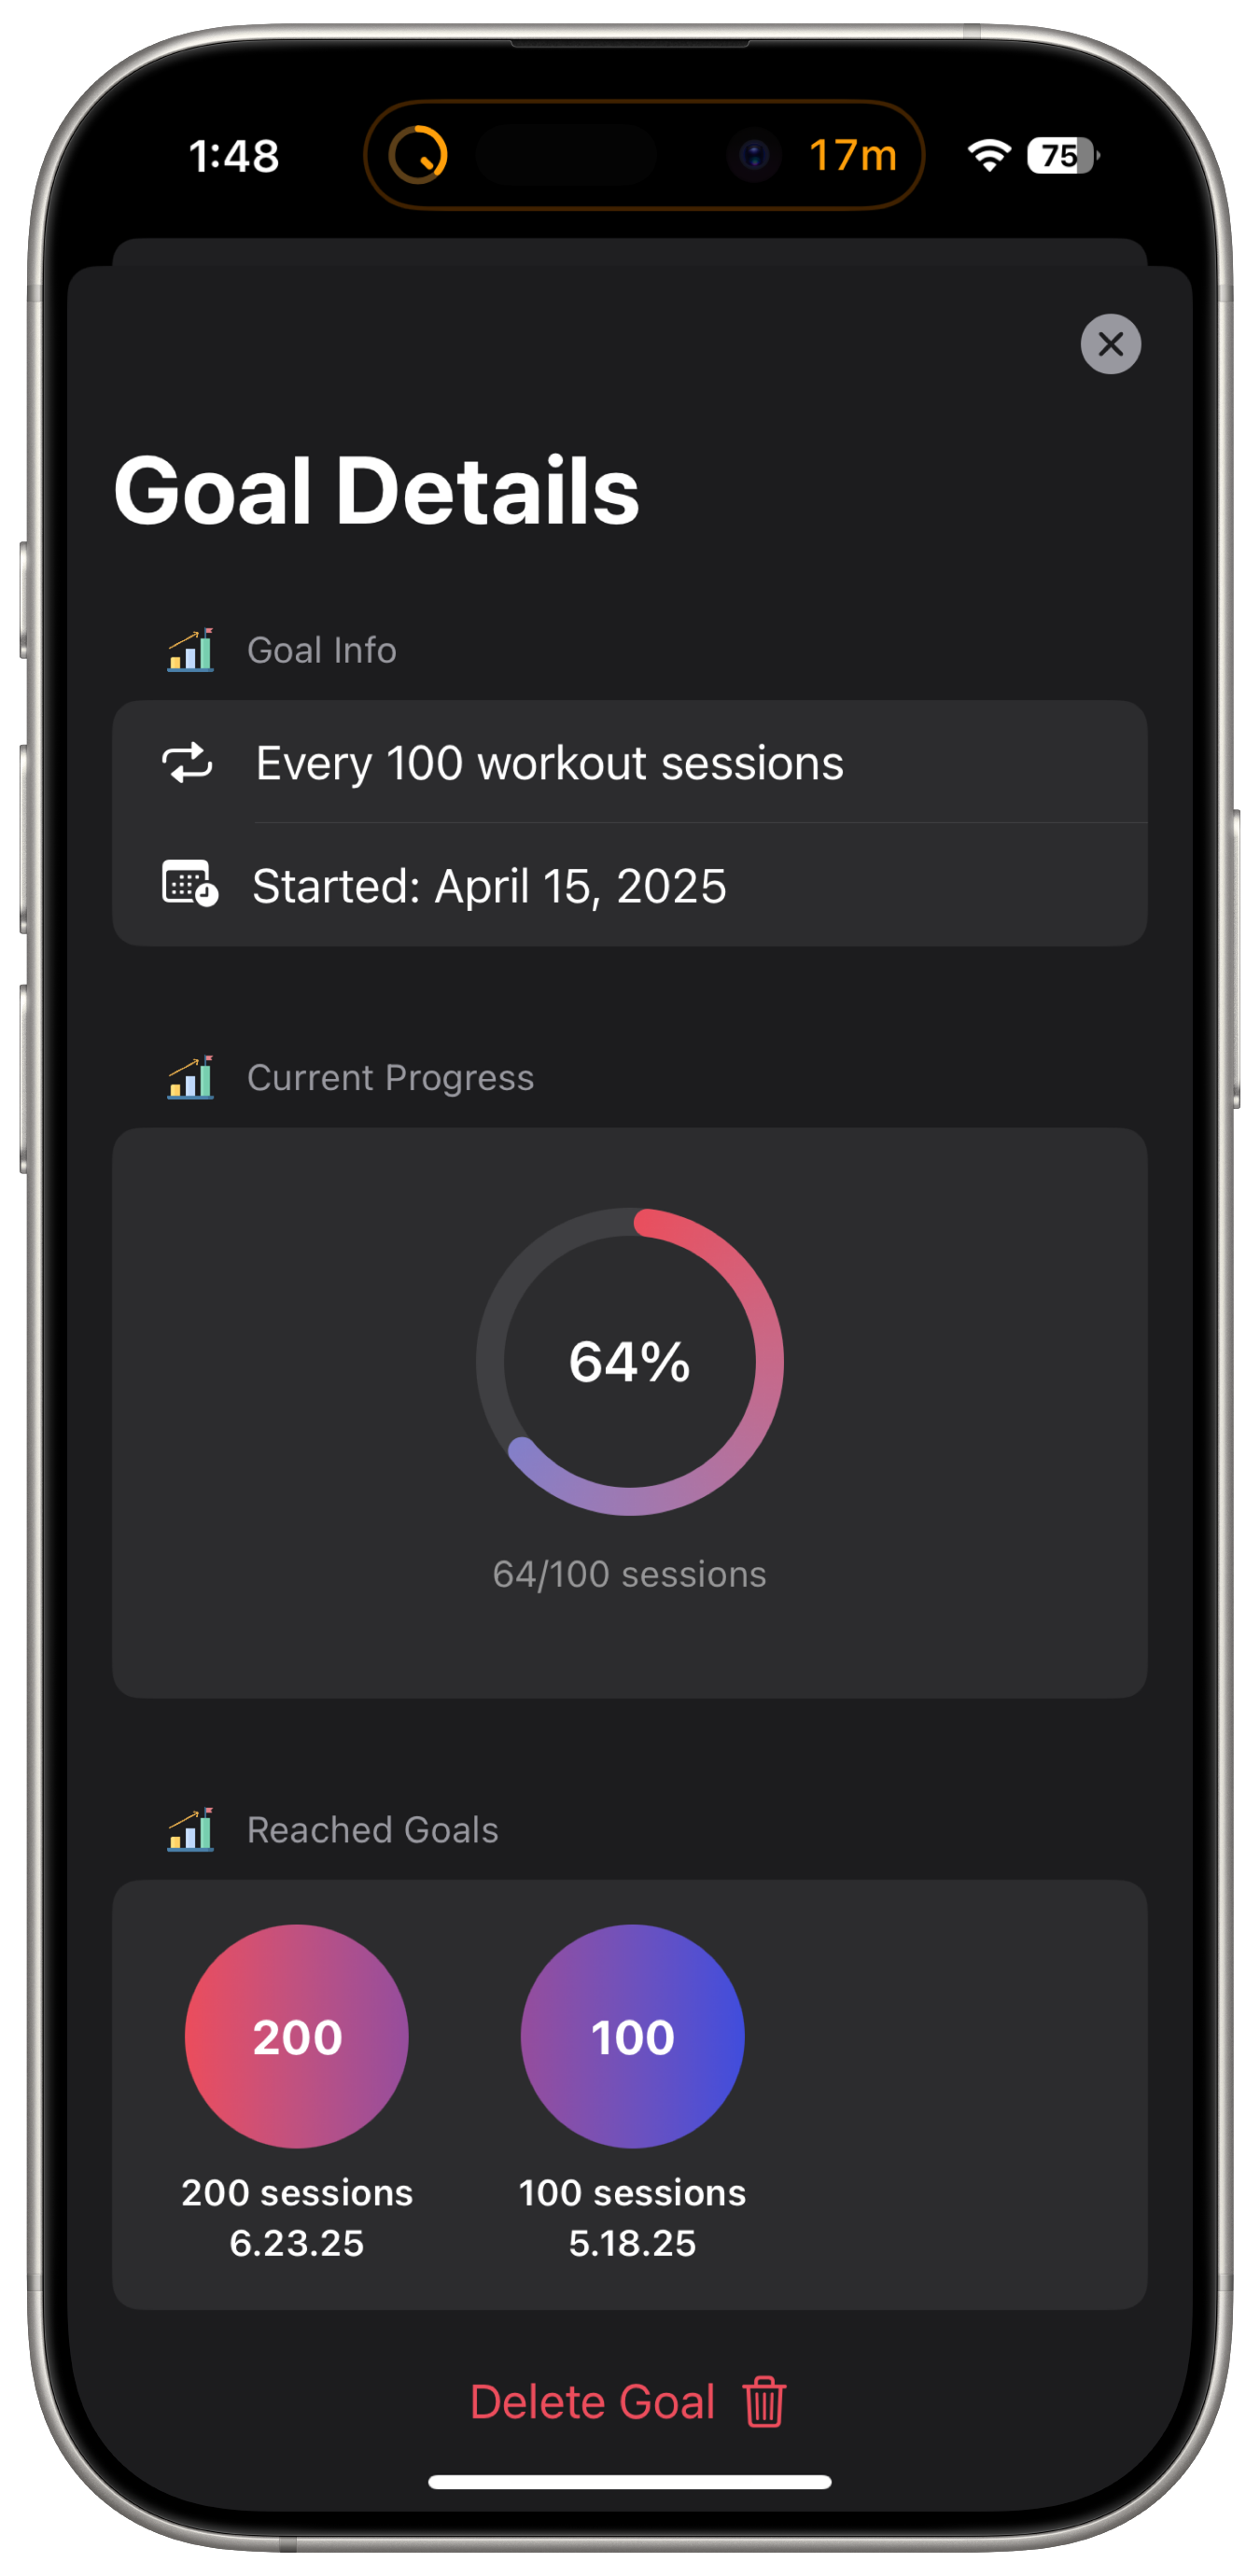 1:48
17m
75
Goal Details
Goal Info
Every 100 workout sessions
Started: April 15, 2025
Current Progress
64%
64/100 sessions
Reached Goals
200
100
200 sessions
6.23.25
100 sessions
5.18.25
Delete Goal